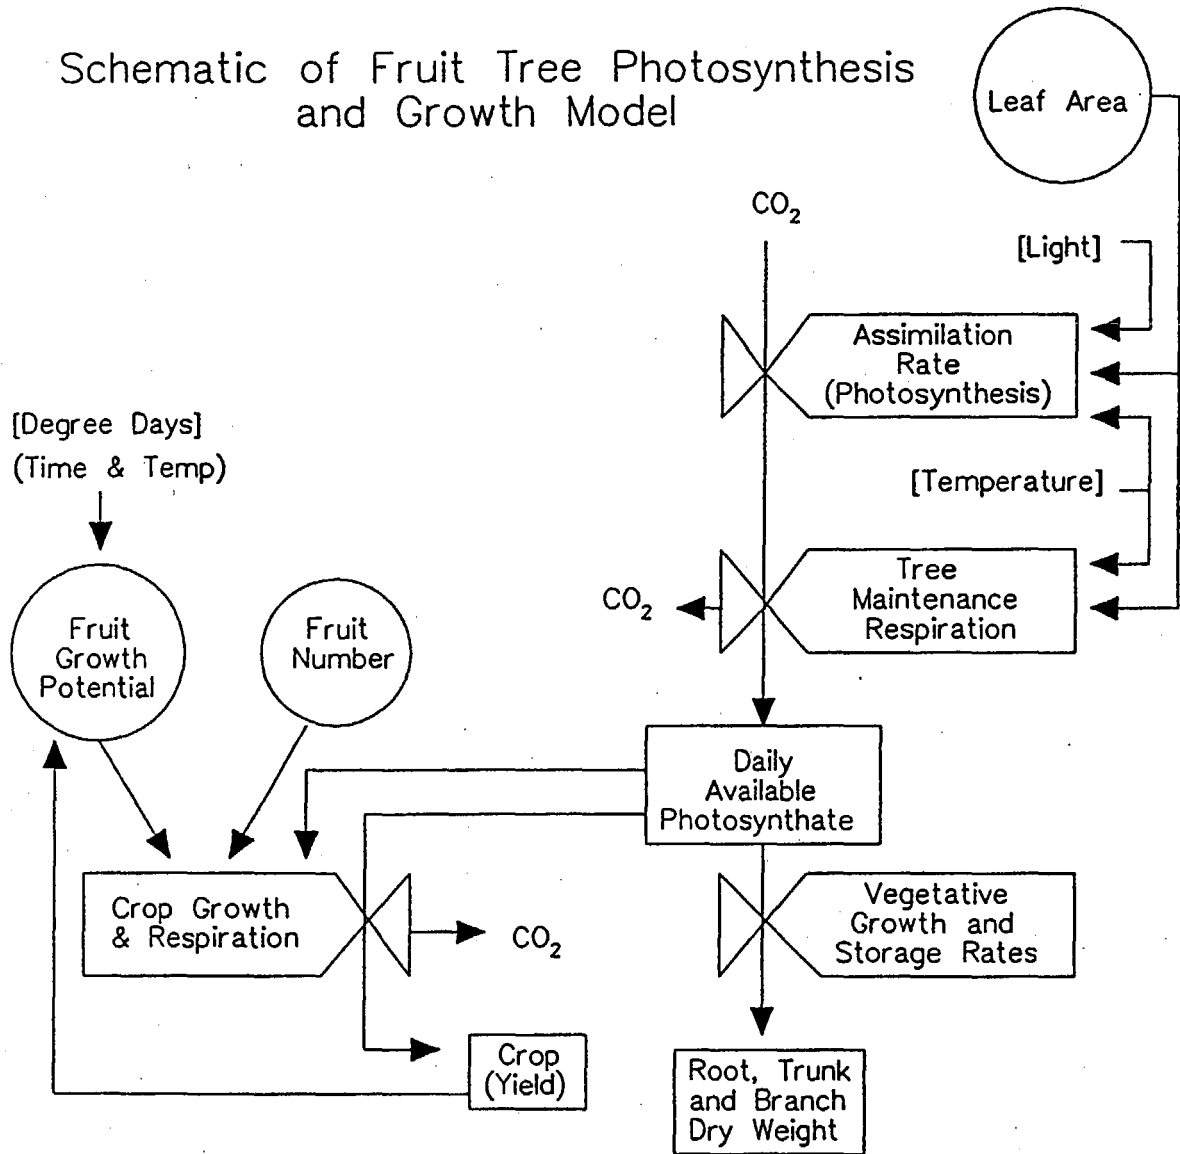 Schematic of Fruit Tree Photosynthesis
and Growth Model
Leaf Area
CO₂
[Light]
Assimilation
Rate
(Photosynthesis)
[Degree Days]
(Time & Temp)
[Temperature]
Tree
Maintenance
Respiration
CO₂
Fruit
Growth
Potential
Fruit
Number
Daily
Available
Photosynthate
Crop Growth
& Respiration
CO₂
Vegetative
Growth and
Storage Rates
Crop
(Yield)
Root, Trunk
and Branch
Dry Weight